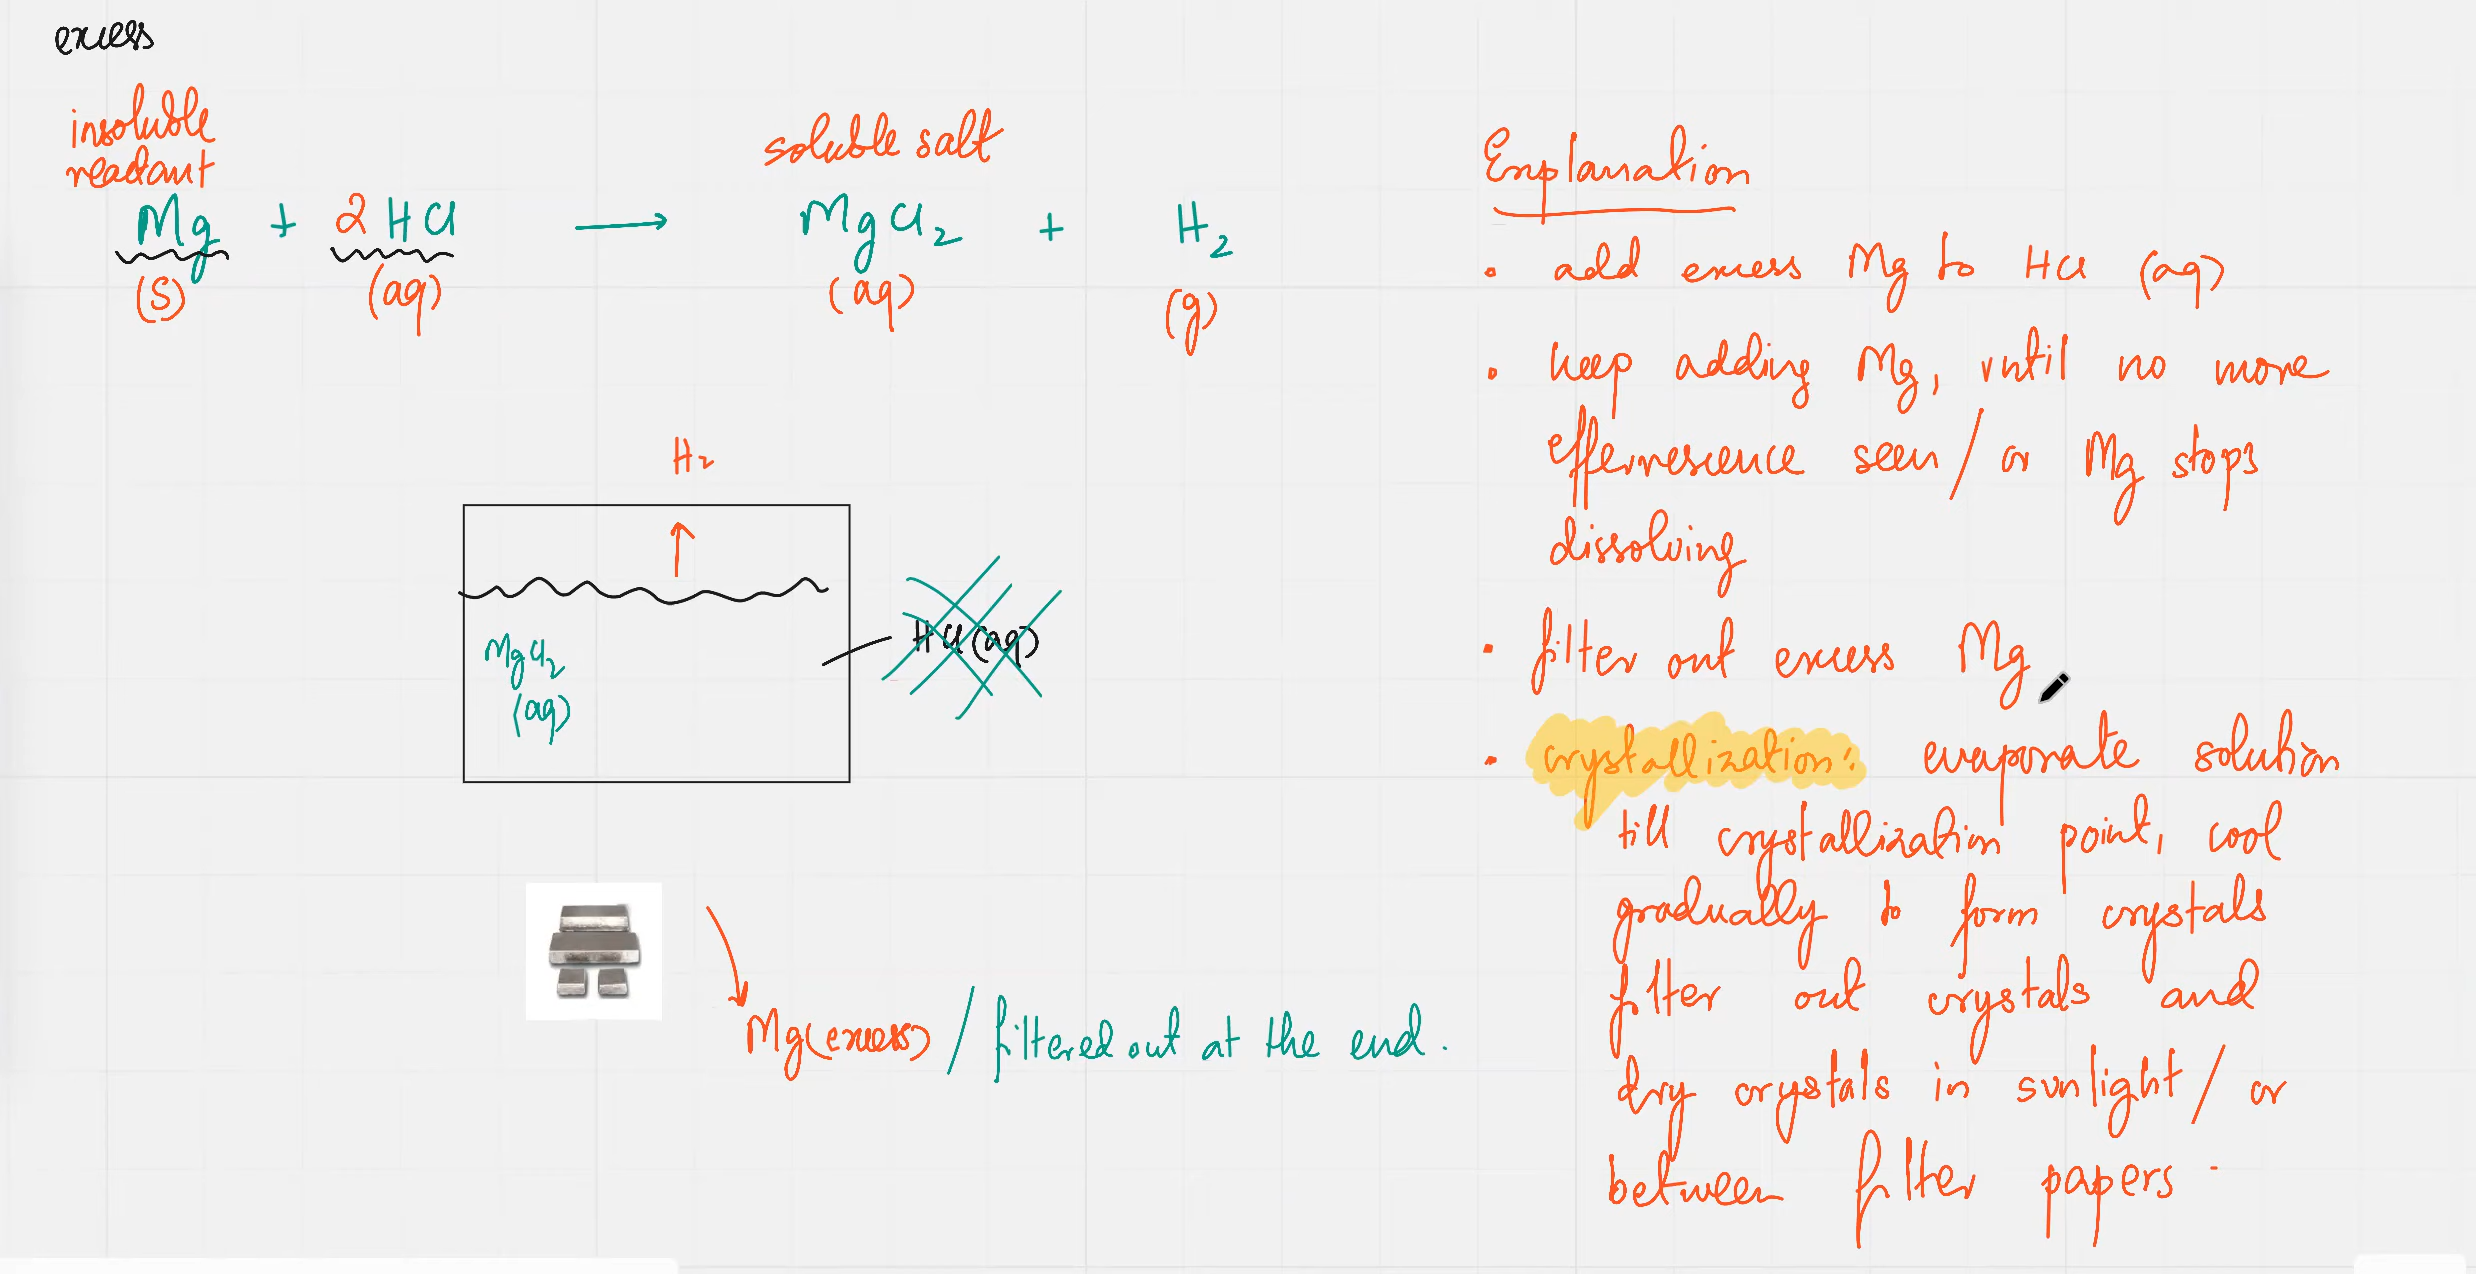 excess
insoluble
reactant
soluble salt
Mg + 2 HCl → MgCl₂ + H₂
(s) (aq) (aq) (g)
H₂
HCl (aq)
MgCl₂
(aq)
Mg (excess) / filtered out at the end.
Explanation
• add excess Mg to HCl (aq)
• keep adding Mg, until no more
effervescence seen / or Mg stops
dissolving
• filter out excess Mg
• crystallization: evaporate solution
till crystallization point, cool
gradually to form crystals
filter out crystals and
dry crystals in sunlight / or
between filter papers.